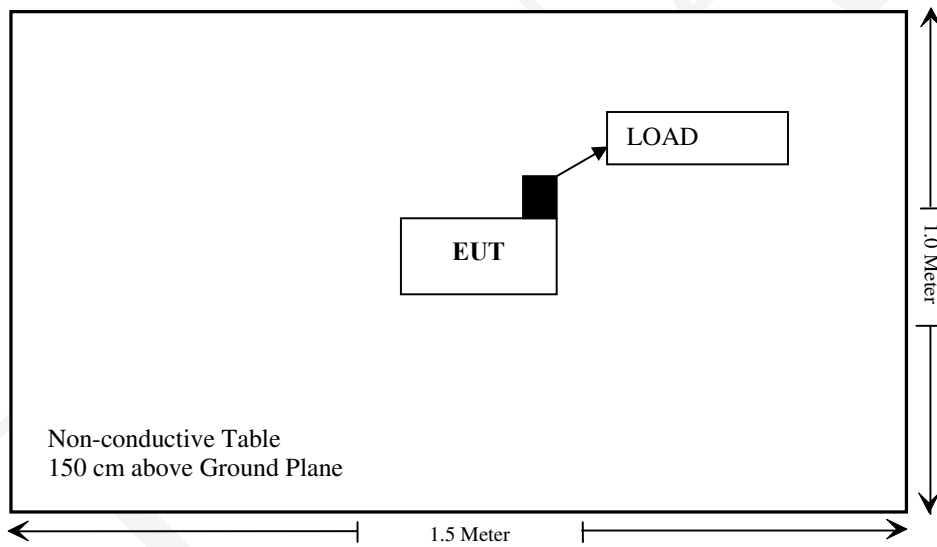 LOAD
EUT
1.0 Meter
Non-conductive Table
150 cm above Ground Plane
1.5 Meter